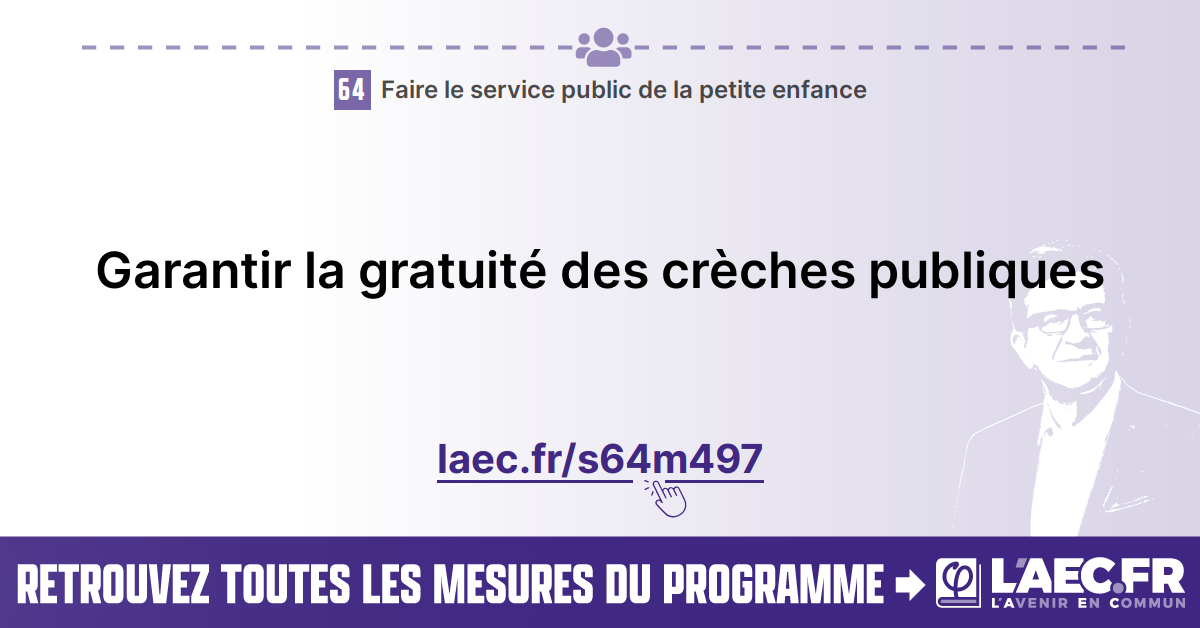 64 Faire le service public de la petite enfance
Garantir la gratuité des crèches publiques
laec.fr/s64m497
RETROUVEZ TOUTES LES MESURES DU PROGRAMME
L'AEC.FR
L'AVENIR EN COMMUN